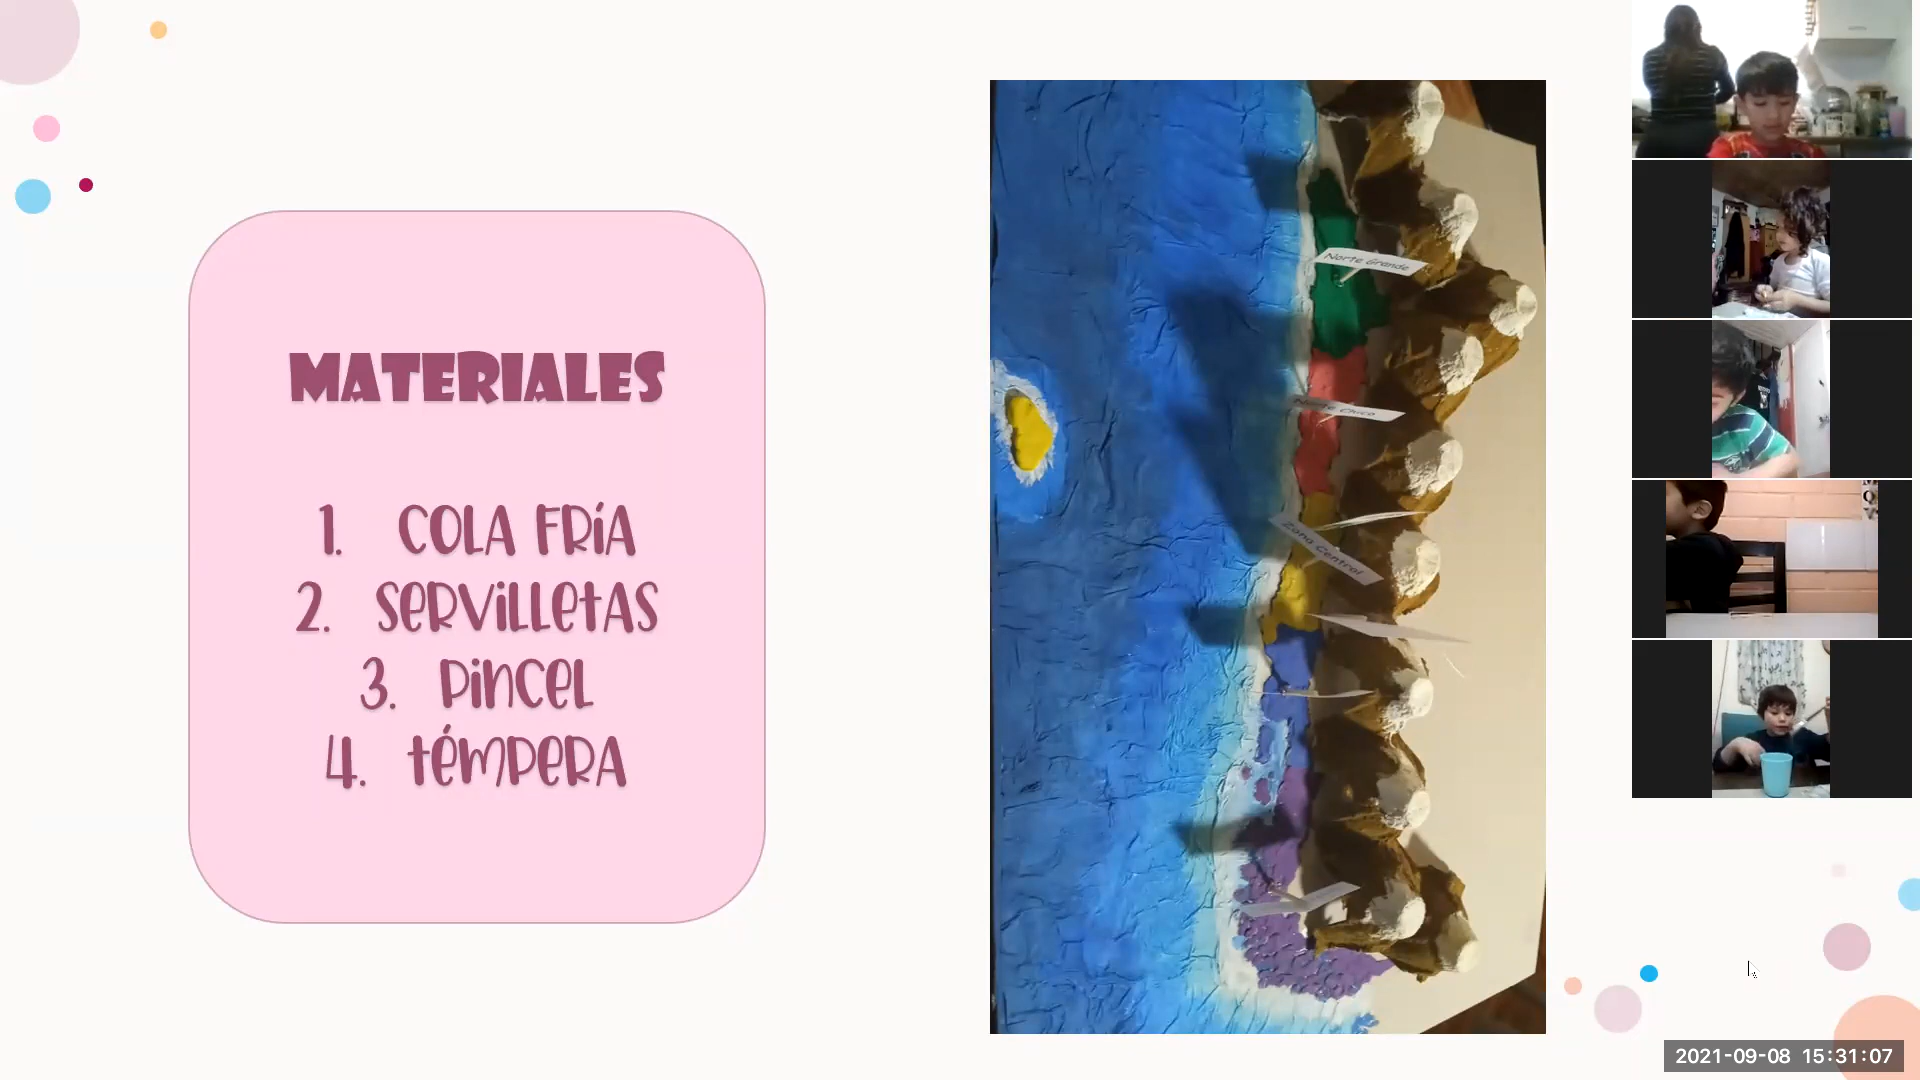 MATERIALES
1. COLA FRÍA
2. SERVILLETAS
3. PINCEL
4. TÉMPERA
Norte Grande
Norte Chico
Zona Central
2021-09-08 15:31:07